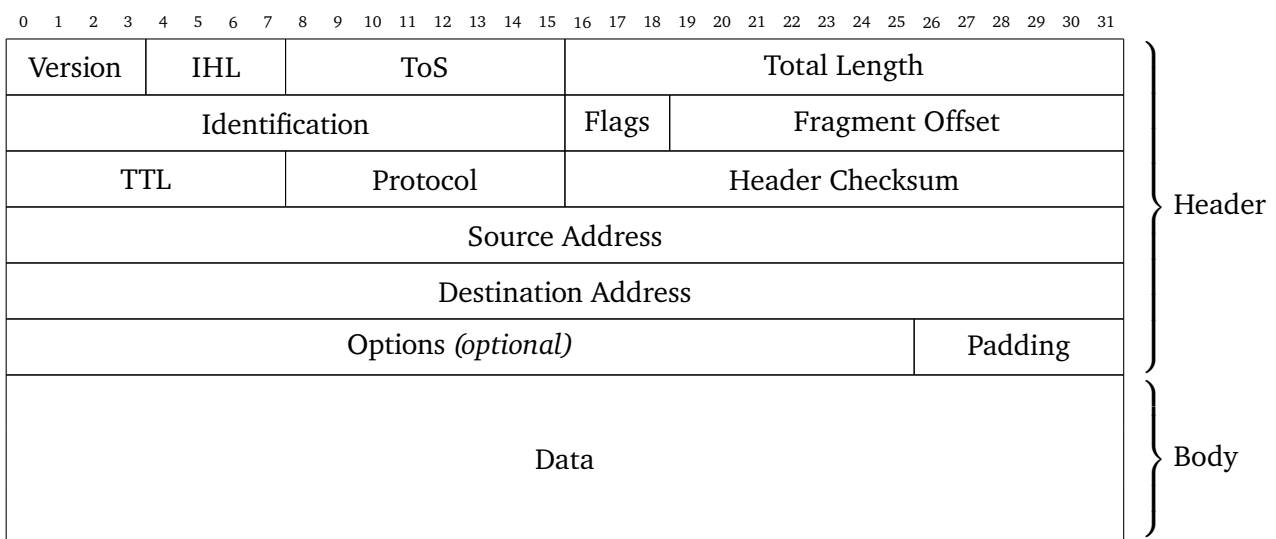 0 1 2 3 4 5 6 7 8 9 10 11 12 13 14 15 16 17 18 19 20 21 22 23 24 25 26 27 28 29 30 31
Version IHL ToS Total Length
Identification Flags Fragment Offset
TTL Protocol Header Checksum
Header
Source Address
Destination Address
Options (optional) Padding
Data Body